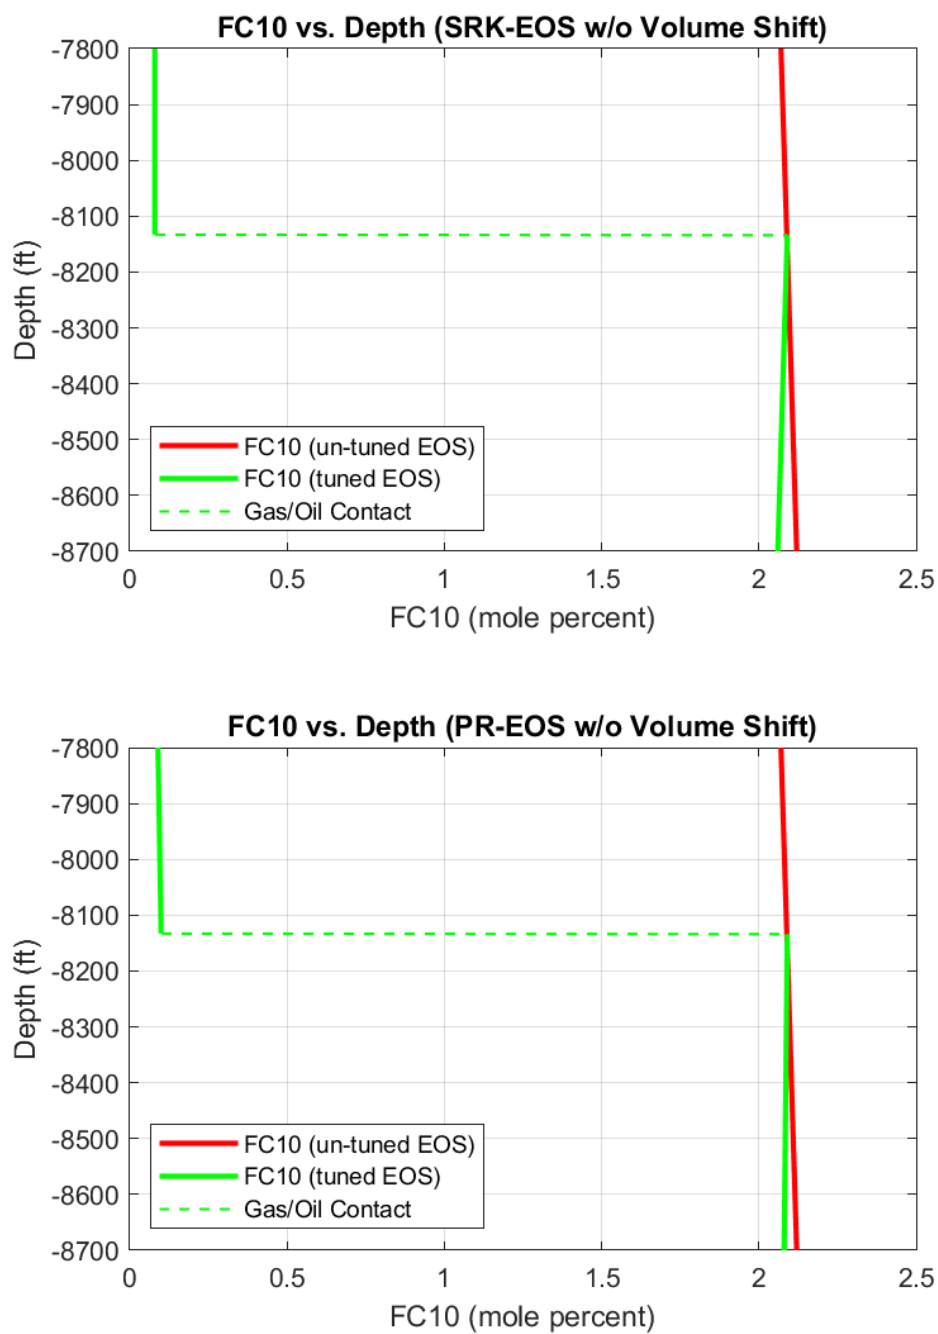 FC10 vs. Depth (SRK-EOS w/o Volume Shift)
-7800
-7900
-8000
-8100
-8200
-8300
-8400
-8500
-8600
-8700
Depth (ft)
FC10 (un-tuned EOS)
FC10 (tuned EOS)
Gas/Oil Contact
0 0.5 1 1.5 2 2.5
FC10 (mole percent)
FC10 vs. Depth (PR-EOS w/o Volume Shift)
-7800
-7900
-8000
-8100
-8200
-8300
-8400
-8500
-8600
-8700
Depth (ft)
FC10 (un-tuned EOS)
FC10 (tuned EOS)
Gas/Oil Contact
0 0.5 1 1.5 2 2.5
FC10 (mole percent)